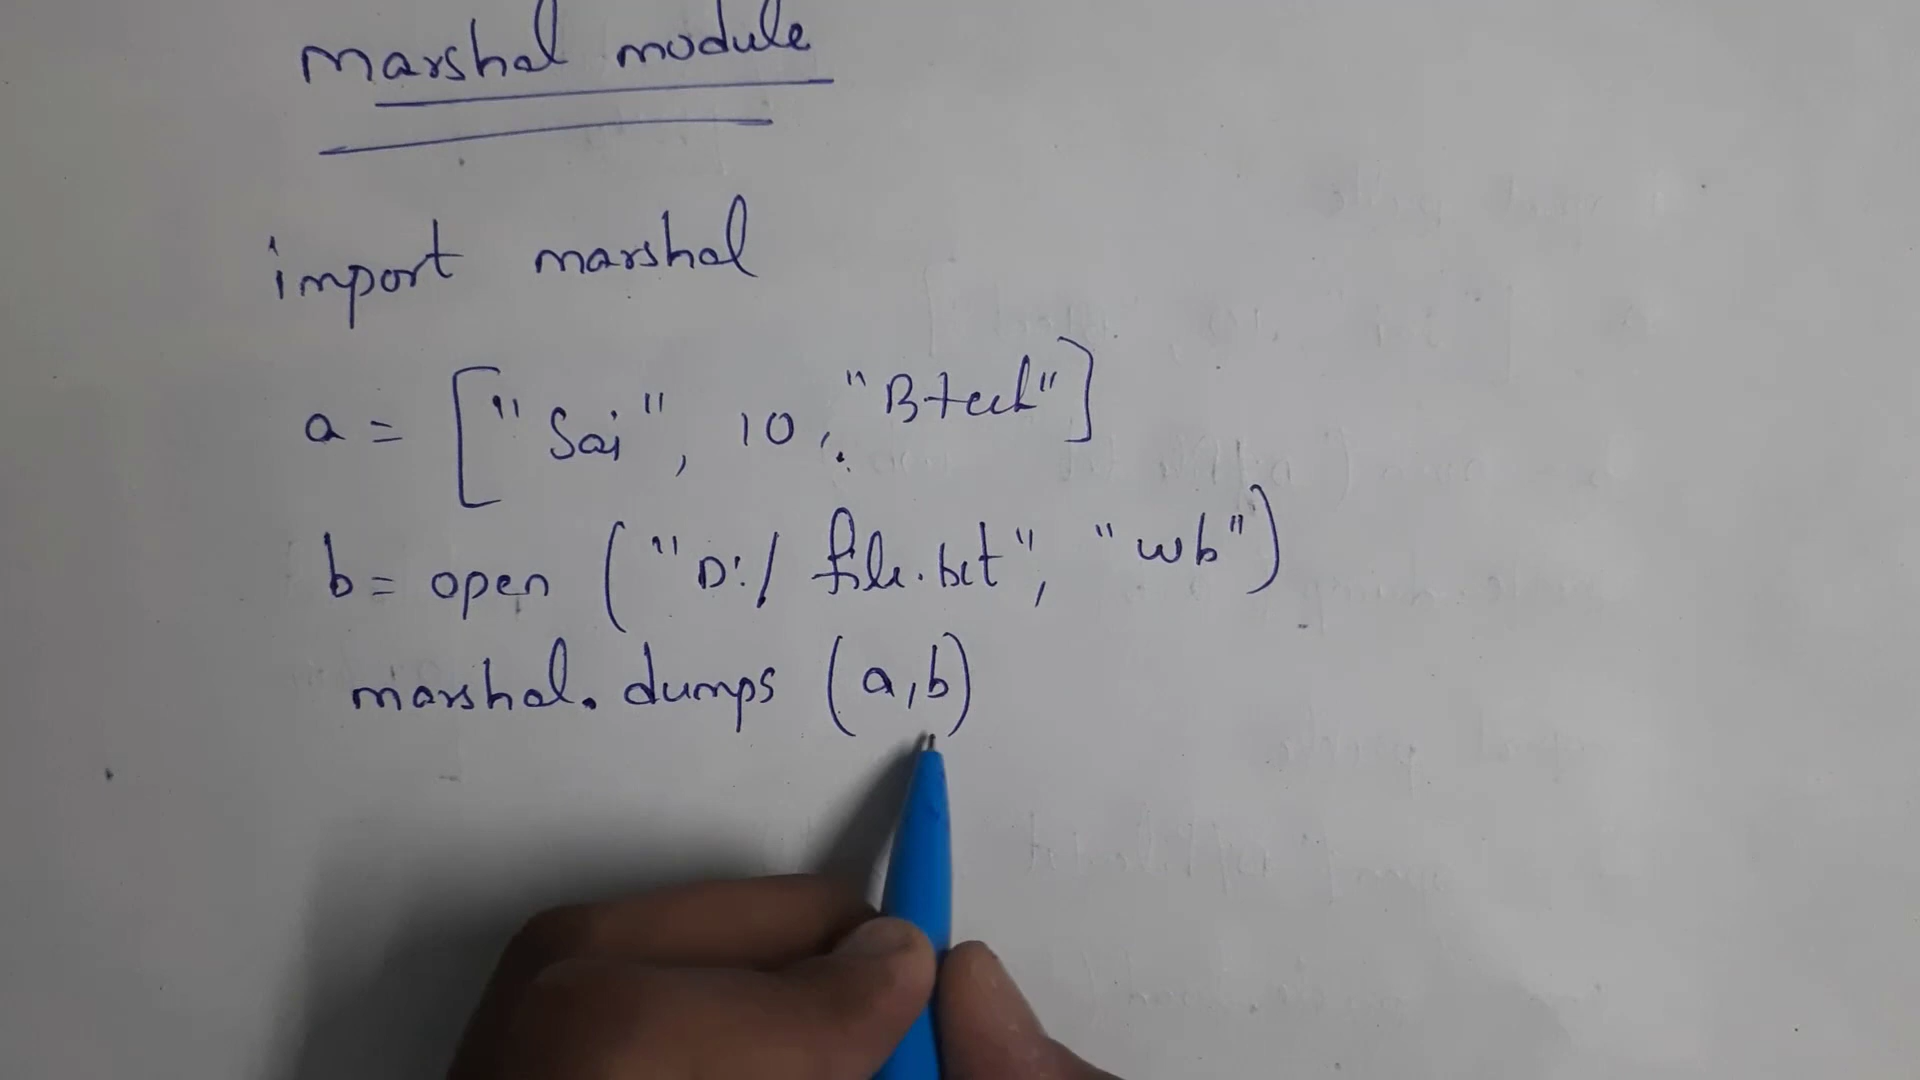 marshal module
import marshal
a = ["Sai", 10, "Btech"]
b = open ("D:/ file.txt", "wb")
marshal.dumps (a,b)